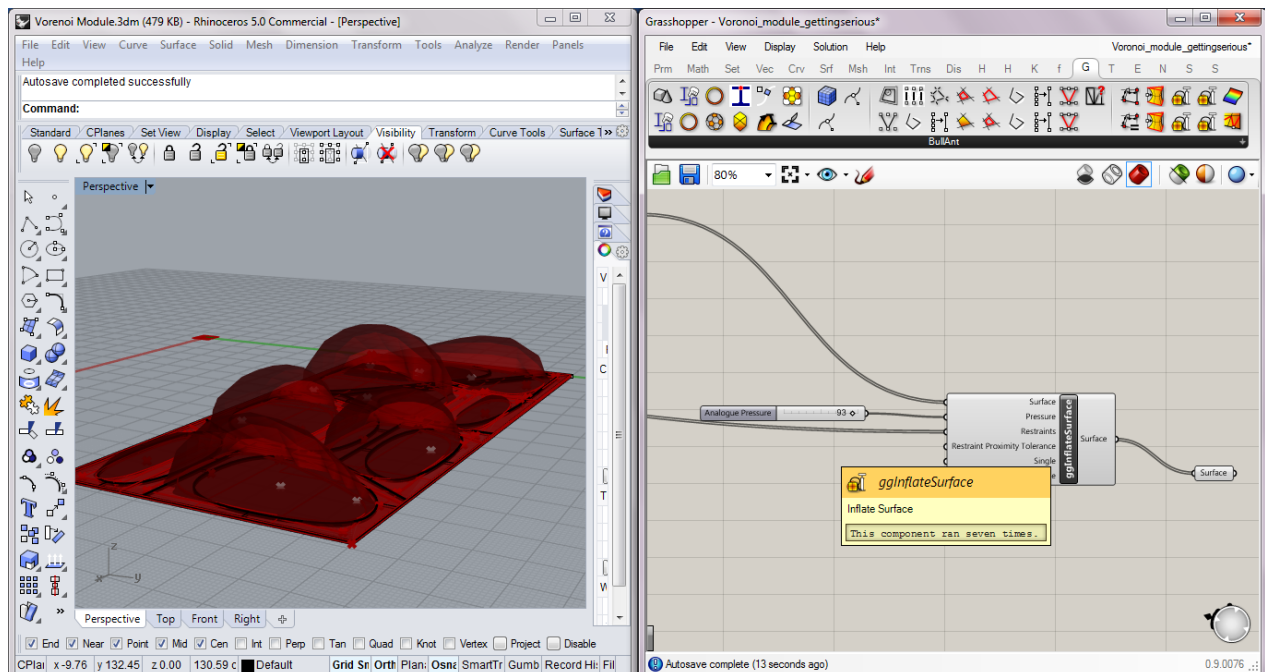 Vorenoi Module.3dm (479 KB) - Rhinoceros 5.0 Commercial - [Perspective]
File Edit View Curve Surface Solid Mesh Dimension Transform Tools Analyze Render Panels
Help
Autosave completed successfully
Command:
Standard CPlanes Set View Display Select Viewport Layout Visibility Transform Curve Tools Surface T
Perspective
V
C
T
z
x
y
Perspective Top Front Right
End Near Point Mid Cen Int Perp Tan Quad Knot Vertex Project Disable
CPlai x -9.76 y 132.45 z 0.00 130.59 c Default Grid Sn Orth Plan: Osna SmartTr Gumb Record Hi: Fil
Grasshopper - Voronoi_module_gettingserious*
File Edit View Display Solution Help Voronoi_module_gettingserious*
Prm Math Set Vec Crv Srf Msh Int Trns Dis H H K f G T E N S S
BullAnt
80%
Analogue Pressure 93
Surface
Pressure
Restraints
Restraint Proximity Tolerance
Single
e
ggInflateSurface
Surface
Surface
ggInflateSurface
Inflate Surface
This component ran seven times.
Autosave complete (13 seconds ago) 0.9.0076